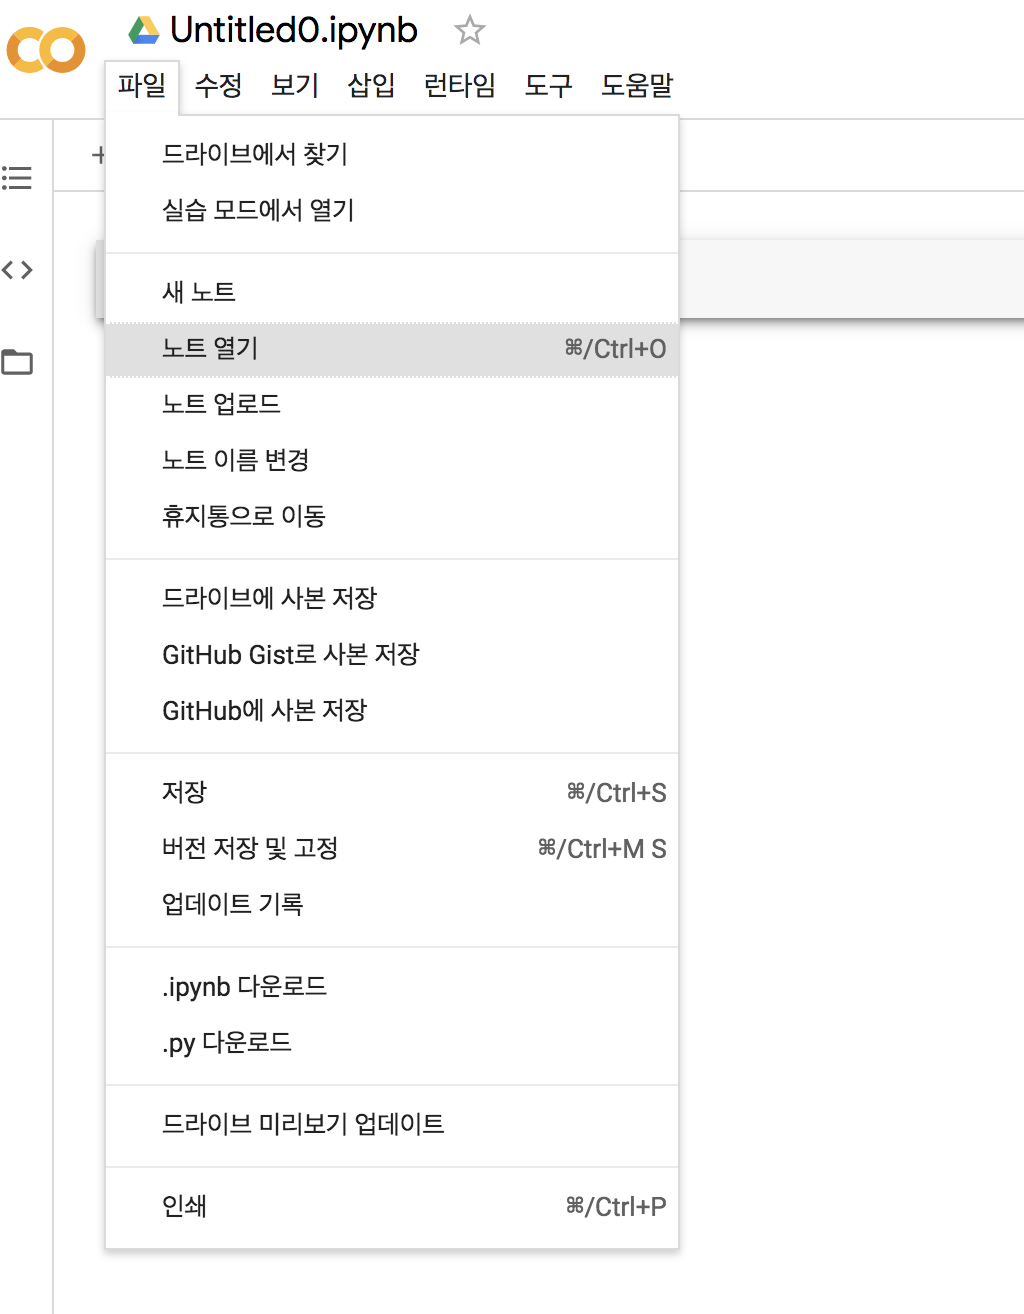 Untitled0.ipynb
파일 수정 보기 삽입 런타임 도구 도움말
드라이브에서 찾기
실습 모드에서 열기
새 노트
노트 열기 ⌘/Ctrl+O
노트 업로드
노트 이름 변경
휴지통으로 이동
드라이브에 사본 저장
GitHub Gist로 사본 저장
GitHub에 사본 저장
저장 ⌘/Ctrl+S
버전 저장 및 고정 ⌘/Ctrl+M S
업데이트 기록
.ipynb 다운로드
.py 다운로드
드라이브 미리보기 업데이트
인쇄 ⌘/Ctrl+P